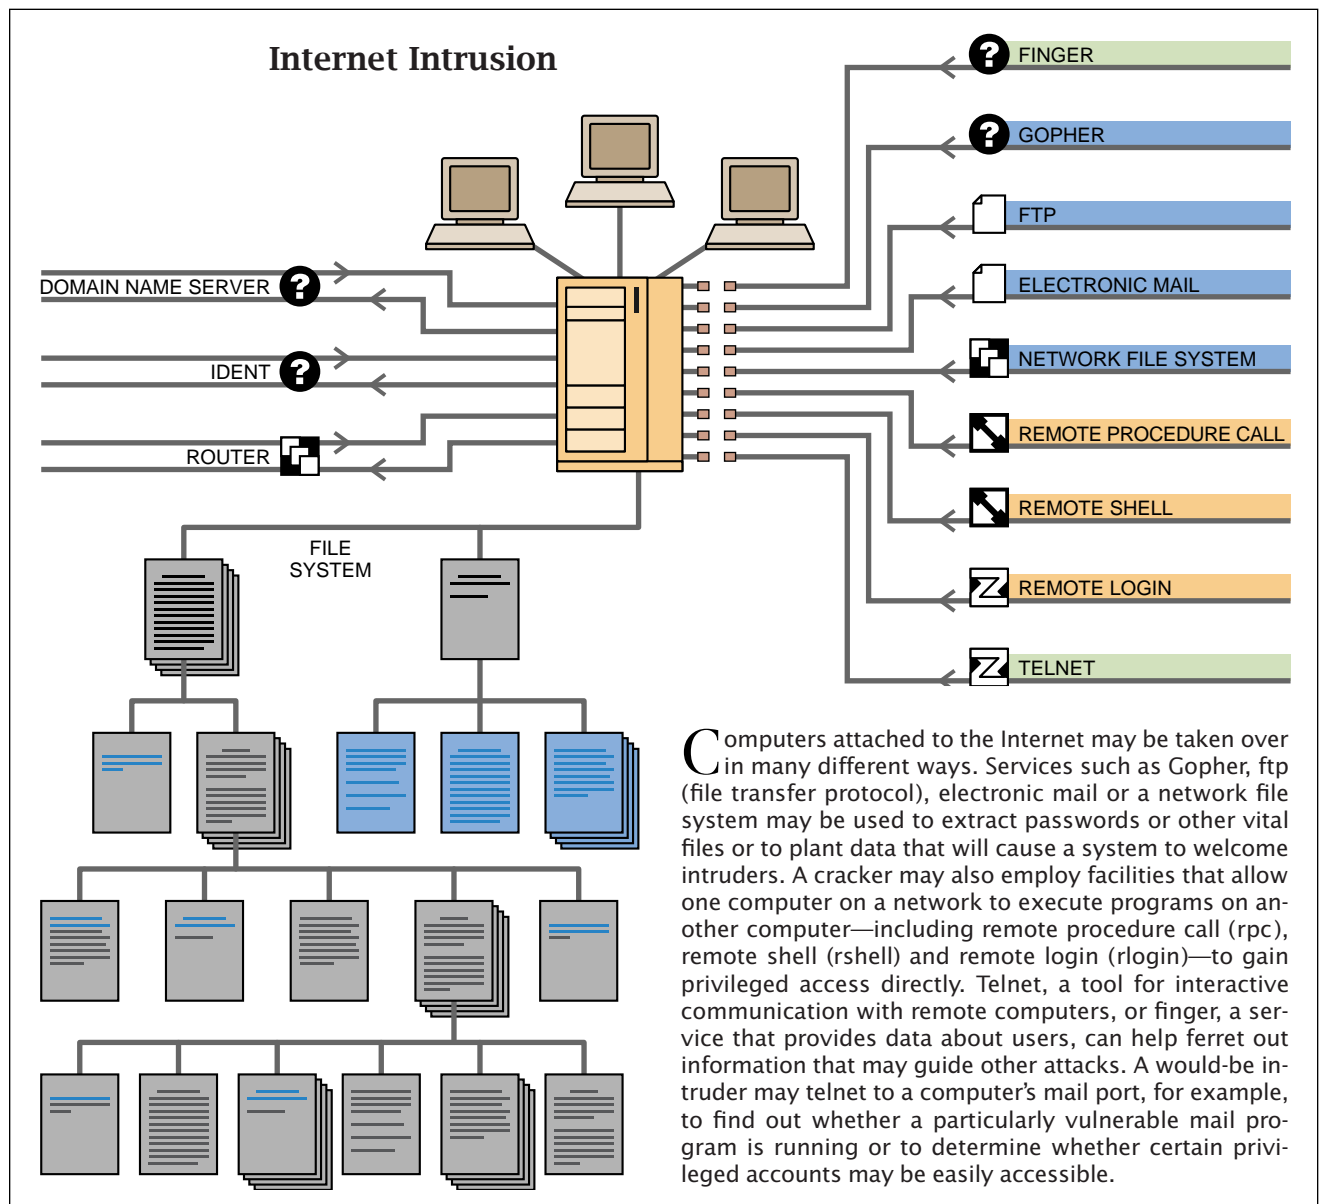 Internet Intrusion
FINGER
GOPHER
FTP
ELECTRONIC MAIL
NETWORK FILE SYSTEM
REMOTE PROCEDURE CALL
REMOTE SHELL
REMOTE LOGIN
TELNET
DOMAIN NAME SERVER
IDENT
ROUTER
FILE
SYSTEM
Computers attached to the Internet may be taken over
in many different ways. Services such as Gopher, ftp
(file transfer protocol), electronic mail or a network file
system may be used to extract passwords or other vital
files or to plant data that will cause a system to welcome
intruders. A cracker may also employ facilities that allow
one computer on a network to execute programs on an-
other computer—including remote procedure call (rpc),
remote shell (rshell) and remote login (rlogin)—to gain
privileged access directly. Telnet, a tool for interactive
communication with remote computers, or finger, a ser-
vice that provides data about users, can help ferret out
information that may guide other attacks. A would-be in-
truder may telnet to a computer’s mail port, for example,
to find out whether a particularly vulnerable mail pro-
gram is running or to determine whether certain privi-
leged accounts may be easily accessible.